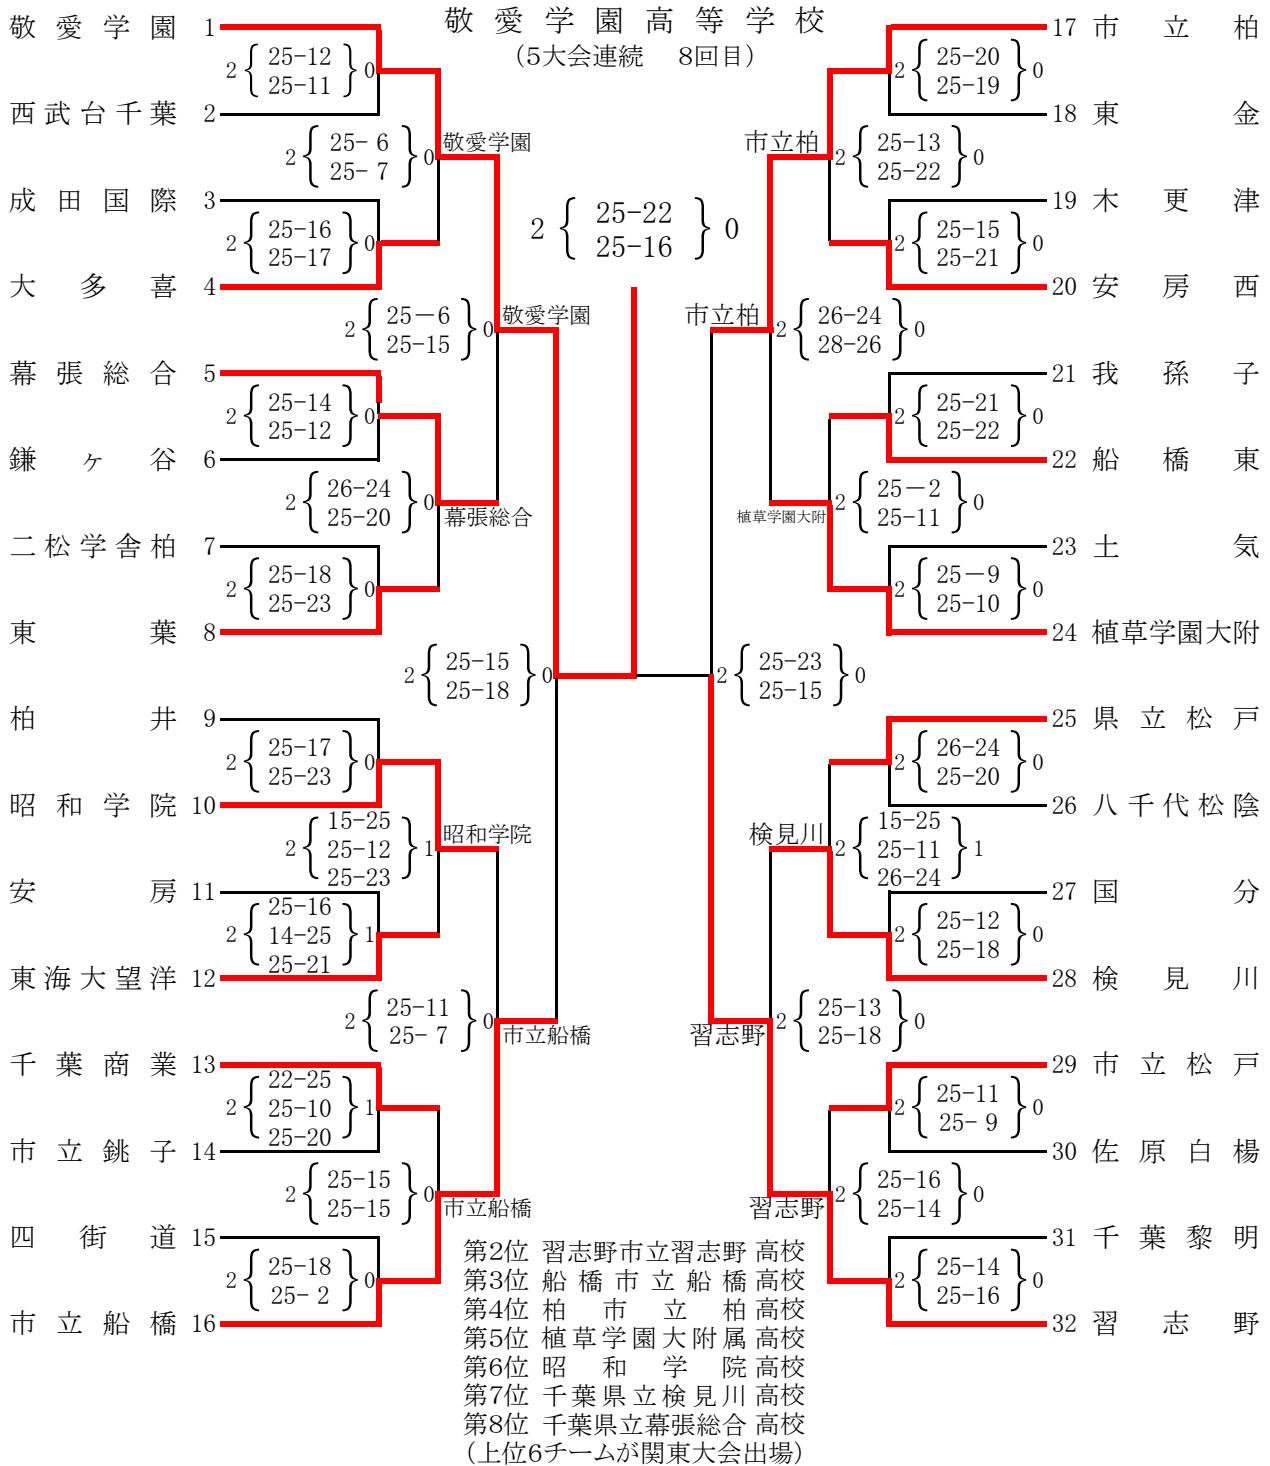 敬愛学園高等学校
(5大会連続 8回目)
2 25-22 0
25-16
敬愛学園 1
2 25-12 0
25-11
西武台千葉 2
2 25- 6 0
25- 7
敬愛学園
成田国際 3
2 25-16 0
25-17
大多喜 4
2 25-6 0
25-15
敬愛学園
幕張総合 5
2 25-14 0
25-12
鎌ヶ谷 6
2 26-24 0
25-20
幕張総合
二松学舎柏 7
2 25-18 0
25-23
東葉 8
2 25-15 0
25-18
柏井 9
2 25-17 0
25-23
昭和学院 10
2 15-25 1
25-12
25-23
昭和学院
安房 11
2 25-16 1
14-25
25-21
東海大望洋 12
2 25-11 0
25- 7
市立船橋
千葉商業 13
2 22-25 1
25-10
25-20
市立銚子 14
2 25-15 0
25-15
市立船橋
四街道 15
2 25-18 0
25- 2
市立船橋 16
17 市立柏
2 25-20 0
25-19
18 東金
市立柏
2 25-13 0
25-22
19 木更津
2 25-15 0
25-21
20 安房西
市立柏
2 26-24 0
28-26
21 我孫子
2 25-21 0
25-22
22 船橋東
植草学園大附
2 25-2 0
25-11
23 土気
2 25-9 0
25-10
24 植草学園大附
2 25-23 0
25-15
25 県立松戸
2 26-24 0
25-20
26 八千代松陰
検見川
2 15-25 1
25-11
26-24
27 国分
2 25-12 0
25-18
28 検見川
習志野
2 25-13 0
25-18
29 市立松戸
2 25-11 0
25- 9
30 佐原白楊
習志野
2 25-16 0
25-14
31 千葉黎明
2 25-14 0
25-16
32 習志野
第2位 習志野市立習志野 高校
第3位 船橋市立船橋 高校
第4位 柏市立柏 高校
第5位 植草学園大附属 高校
第6位 昭和学院 高校
第7位 千葉県立検見川 高校
第8位 千葉県立幕張総合 高校
(上位6チームが関東大会出場)